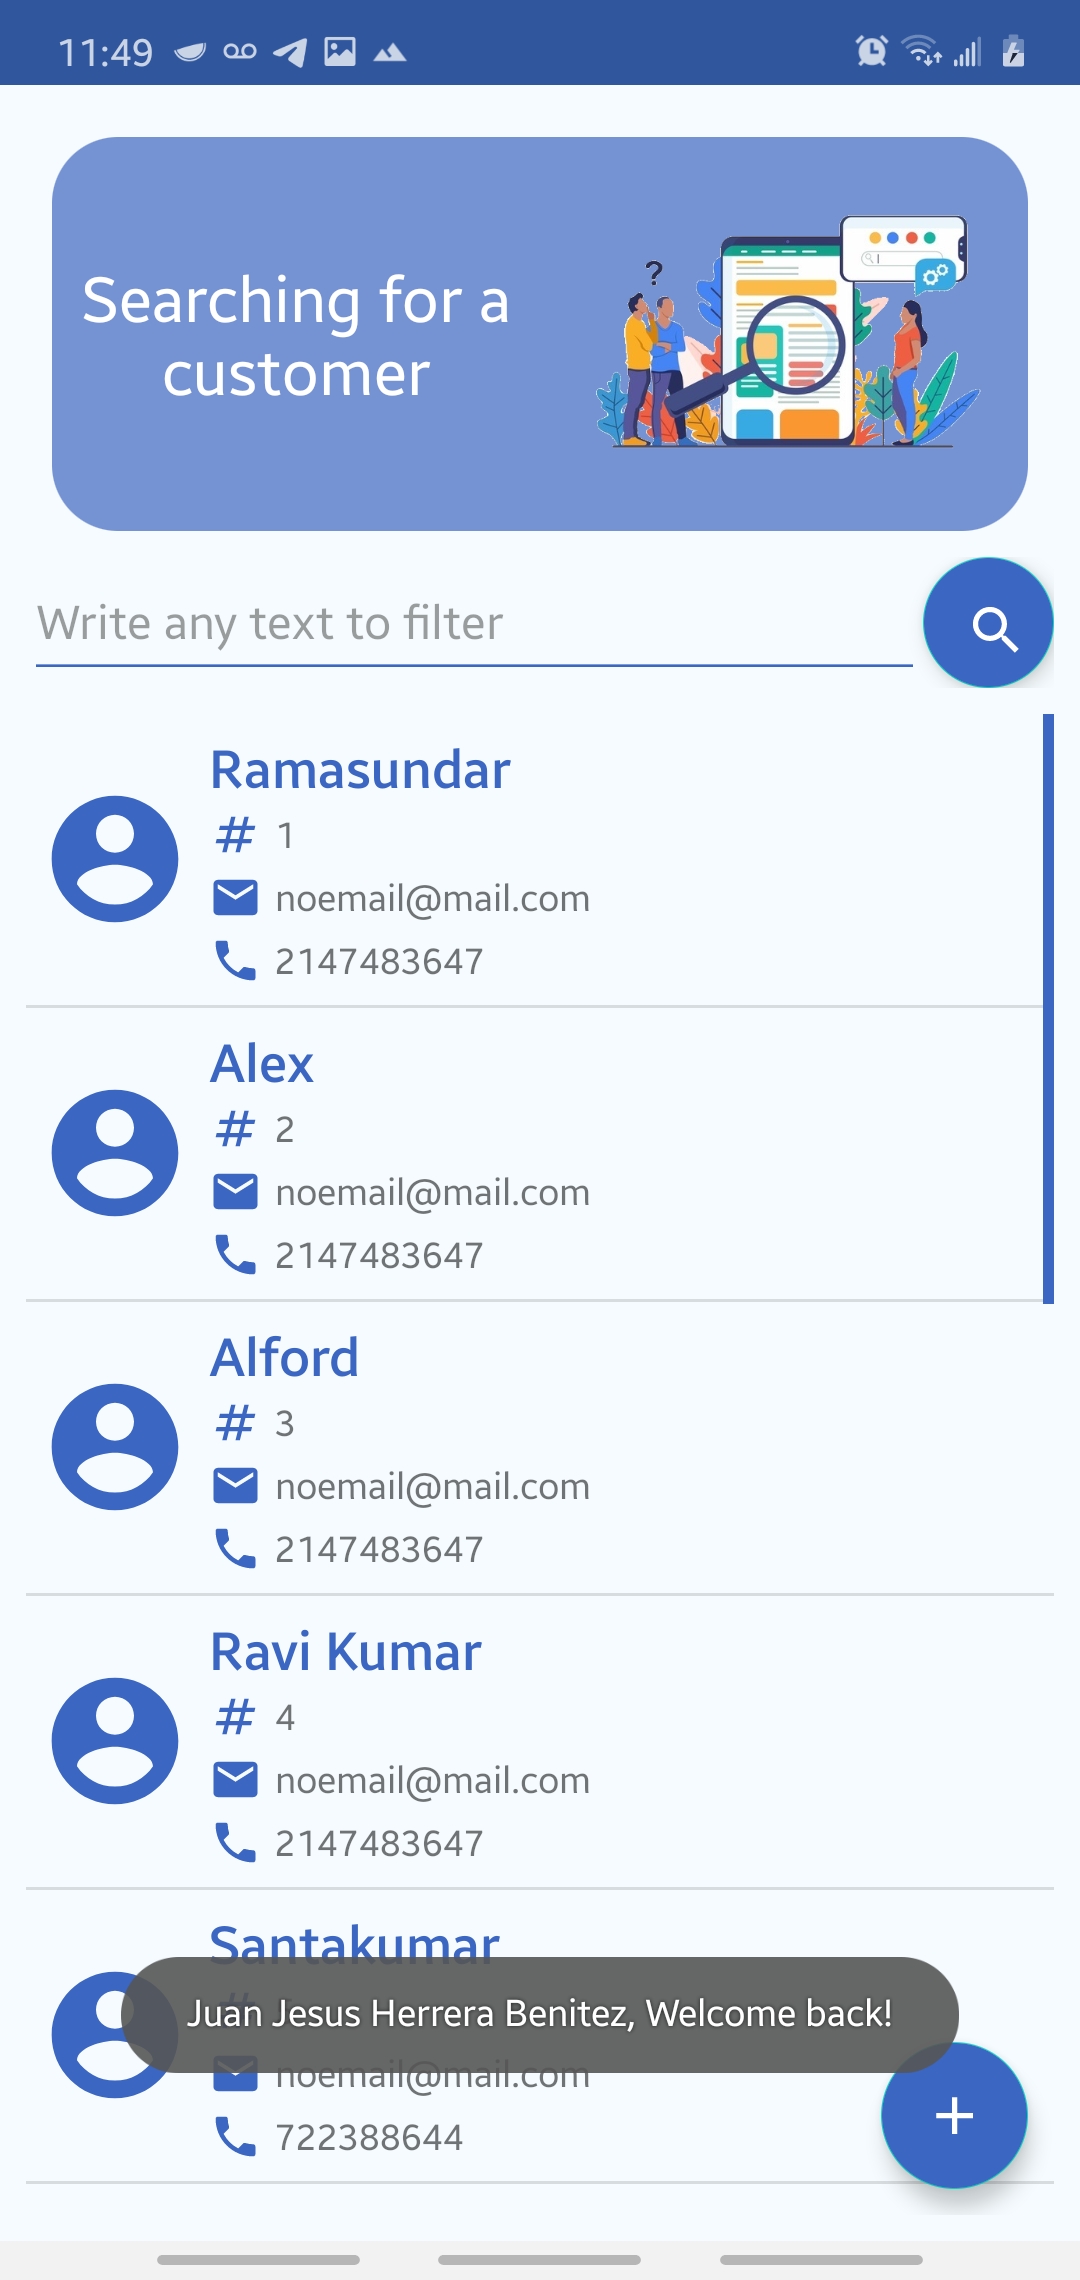 11:49
Searching for a
customer
?
Write any text to filter
Ramasundar
# 1
noemail@mail.com
2147483647
Alex
# 2
noemail@mail.com
2147483647
Alford
# 3
noemail@mail.com
2147483647
Ravi Kumar
# 4
noemail@mail.com
2147483647
Santakumar
Juan Jesus Herrera Benitez, Welcome back!
noemail@mail.com
722388644
+